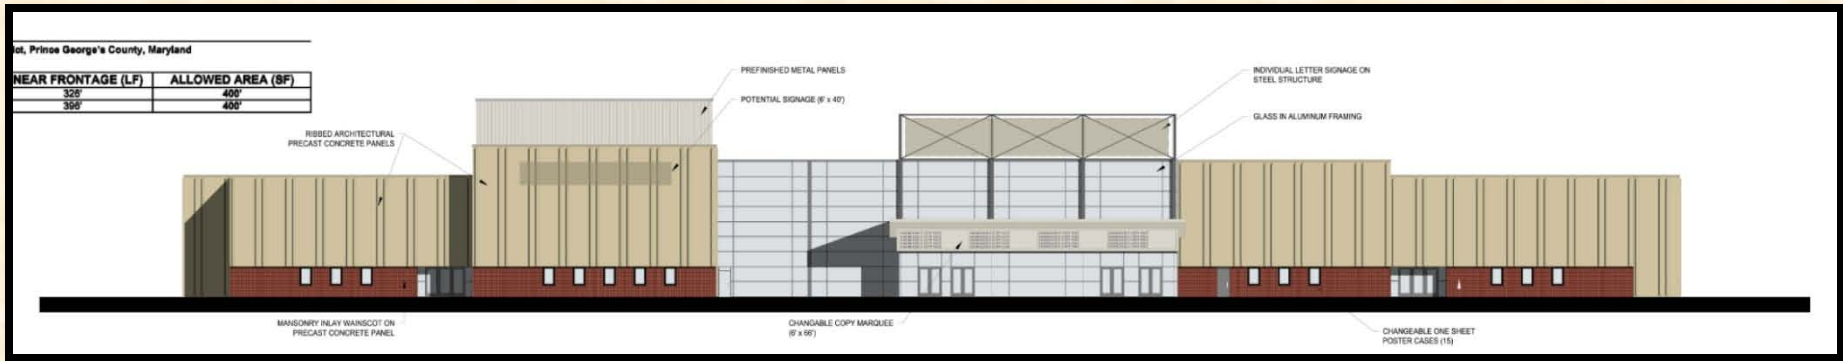 ict, Prince George's County, Maryland
NEAR FRONTAGE (LF) ALLOWED AREA (SF)
326' 400'
396' 400'
PREFINISHED METAL PANELS
POTENTIAL SIGNAGE (6' x 40')
RIBBED ARCHITECTURAL
PRECAST CONCRETE PANELS
INDIVIDUAL LETTER SIGNAGE ON
STEEL STRUCTURE
GLASS IN ALUMINUM FRAMING
MANSONRY INLAY WAINSCOT ON
PRECAST CONCRETE PANEL
CHANGABLE COPY MARQUEE
(6' x 66')
CHANGEABLE ONE SHEET
POSTER CASES (15)